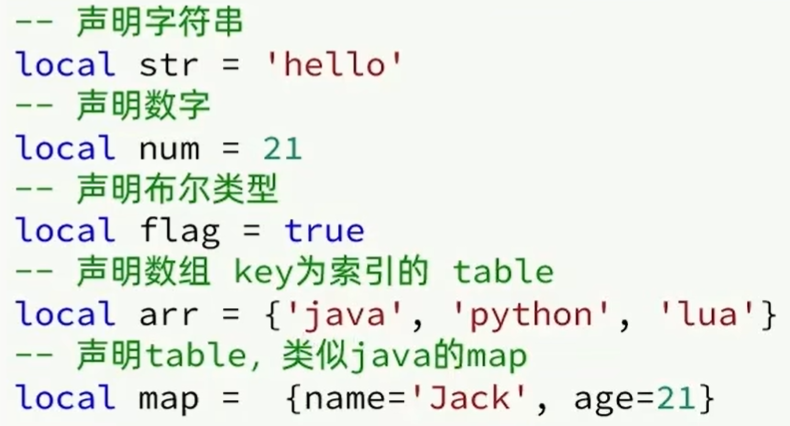 -- 声明字符串
local str = 'hello'
-- 声明数字
local num = 21
-- 声明布尔类型
local flag = true
-- 声明数组 key为索引的 table
local arr = {'java', 'python', 'lua'}
-- 声明table，类似java的map
local map =  {name='Jack', age=21}